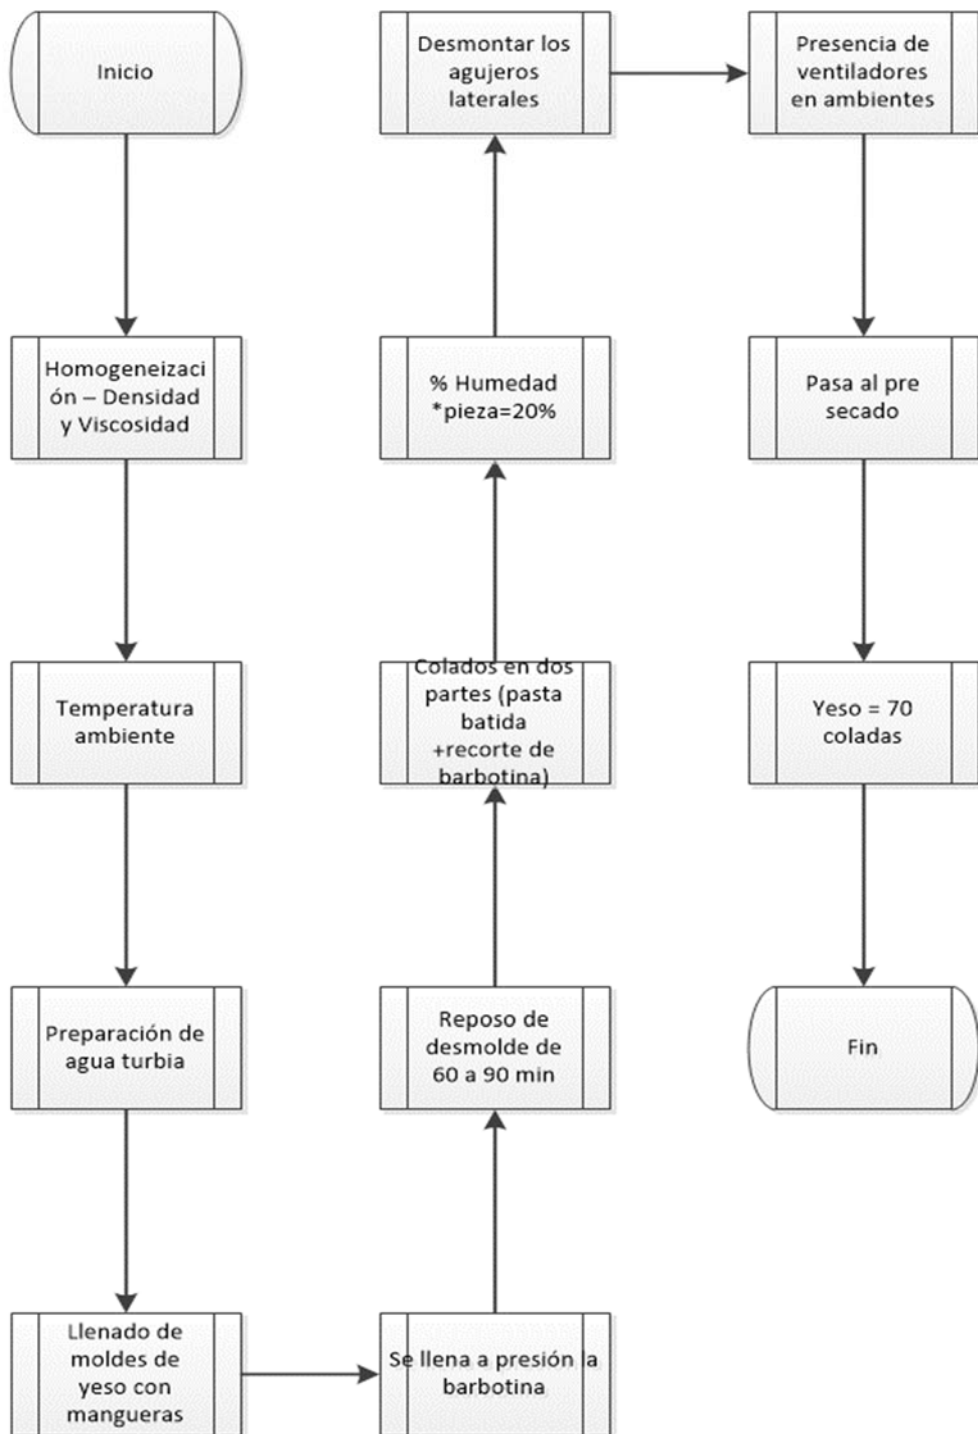 Inicio
Homogeneizaci
ón – Densidad
y Viscosidad
Temperatura
ambiente
Preparación de
agua turbia
Llenado de
moldes de
yeso con
mangueras
Se llena a presión la
barbotina
Reposo de
desmolde de
60 a 90 min
Colados en dos
partes (pasta
batida
+recorte de
barbotina)
% Humedad
*pieza=20%
Desmontar los
agujeros
laterales
Presencia de
ventiladores
en ambientes
Pasa al pre
secado
Yeso = 70
coladas
Fin